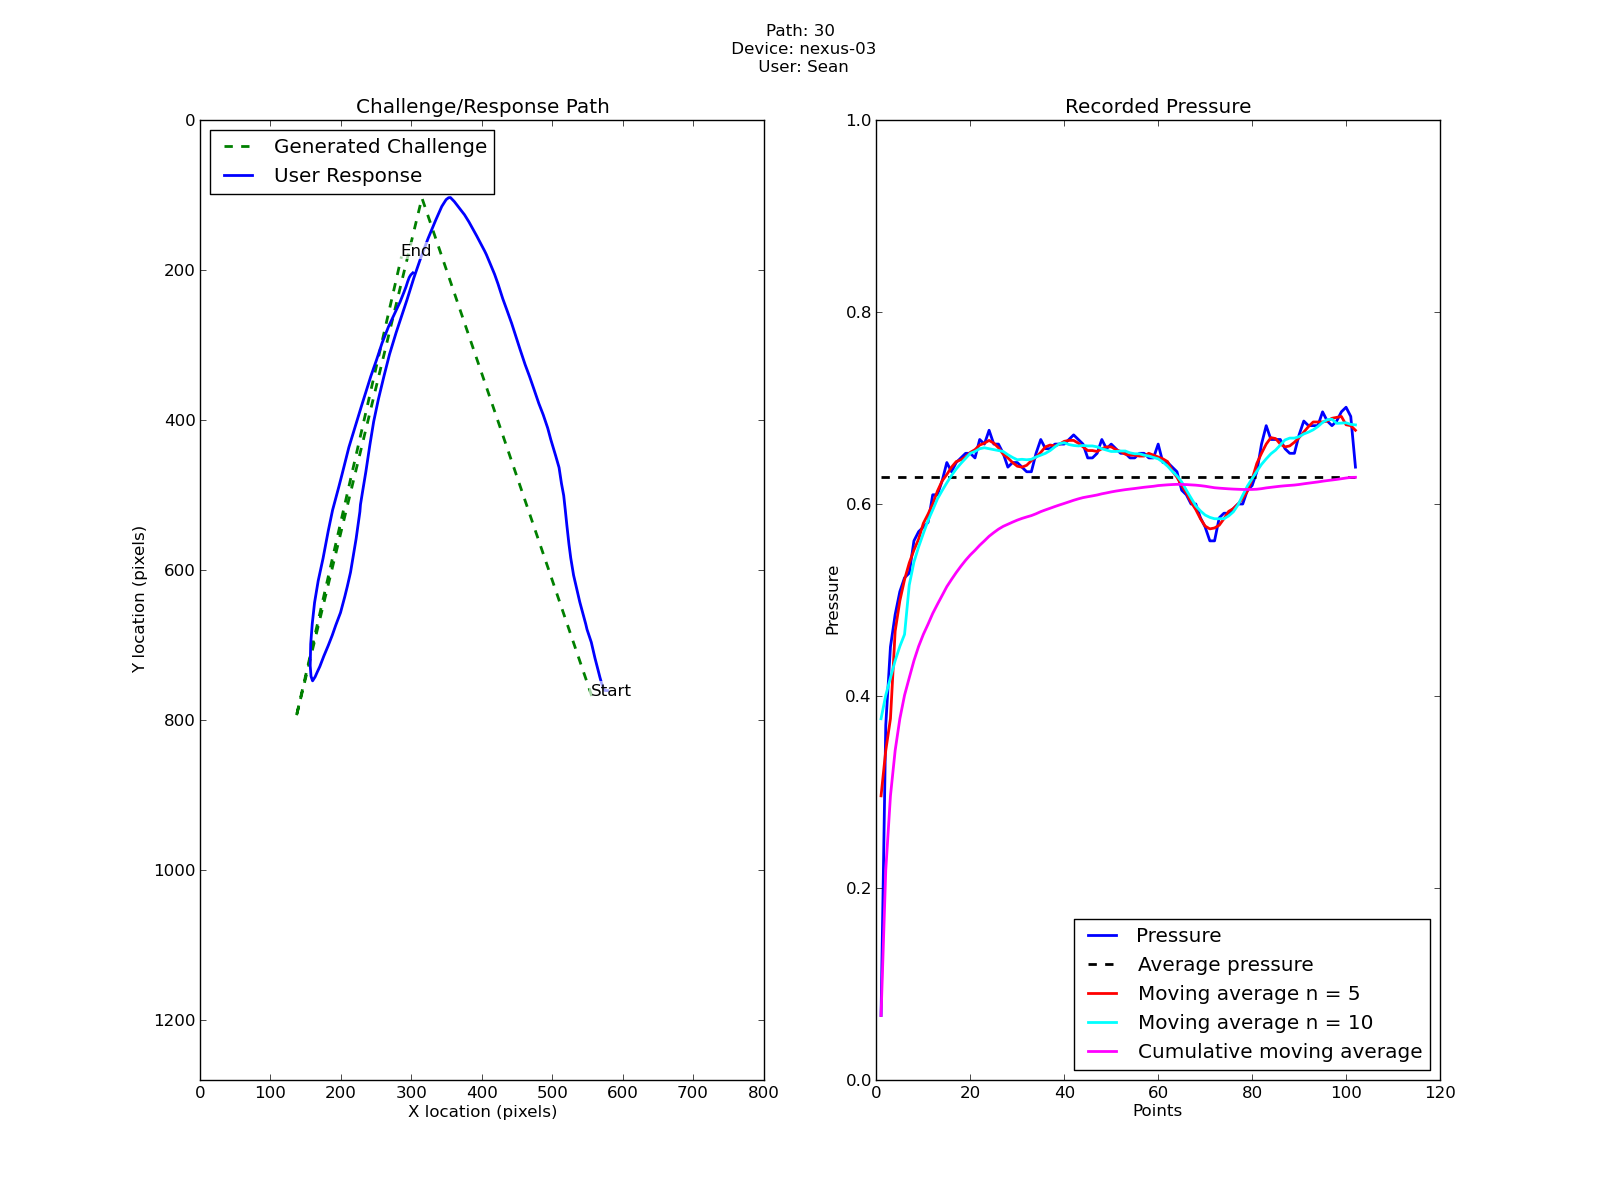 Path: 30
Device: nexus-03
User: Sean
Challenge/Response Path
Generated Challenge
User Response
End
Start
0
200
400
600
800
1000
1200
Y location (pixels)
0 100 200 300 400 500 600 700 800
X location (pixels)
Recorded Pressure
1.0
0.8
0.6
0.4
0.2
0.0
Pressure
Pressure
Average pressure
Moving average n = 5
Moving average n = 10
Cumulative moving average
0 20 40 60 80 100 120
Points